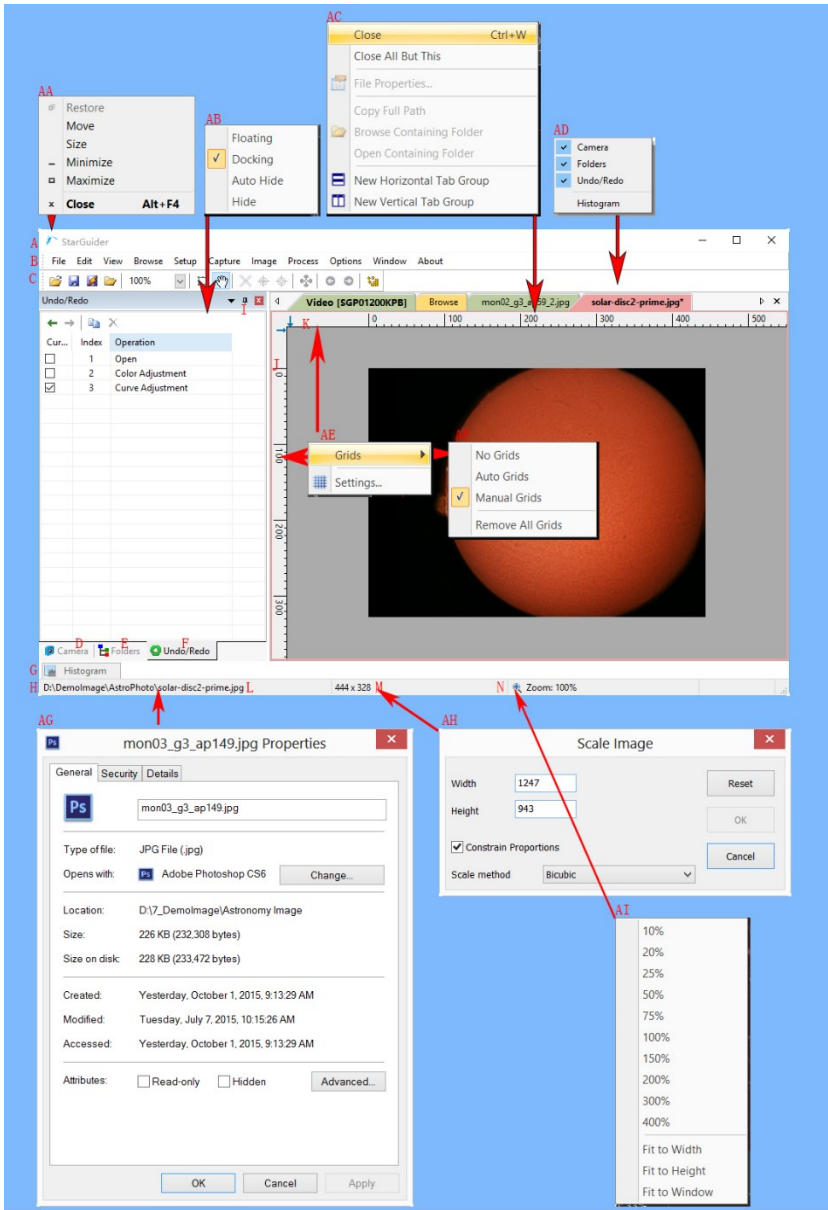 AC
Close Ctrl+W
Close All But This
File Properties...
Copy Full Path
Browse Containing Folder
Open Containing Folder
New Horizontal Tab Group
New Vertical Tab Group
AA
Restore
Move
Size
Minimize
Maximize
Close Alt+F4
AB
Floating
Docking
Auto Hide
Hide
AD
Camera
Folders
Undo/Redo
Histogram
A StarGuider
B File Edit View Browse Setup Capture Image Process Options Window About
C 100%
Undo/Redo
I
Video [SGP01200KPB] Browse mon02_g3_ap59_2.jpg solar-disc2-prime.jpg*
K 0 100 200 300 400 500
J
0
100
200
300
Cur... Index Operation
1 Open
2 Color Adjustment
3 Curve Adjustment
AE
Grids
Settings...
No Grids
Auto Grids
Manual Grids
Remove All Grids
D E F
Camera Folders Undo/Redo
G Histogram
H D:\DemoImage\AstroPhoto\solar-disc2-prime.jpg L 444 x 328 M N Zoom: 100%
AG
Ps mon03_g3_ap149.jpg Properties
General Security Details
Ps mon03_g3_ap149.jpg
Type of file: JPG File (.jpg)
Opens with: Ps Adobe Photoshop CS6 Change...
Location: D:\7_DemoImage\Astronomy Image
Size: 226 KB (232,308 bytes)
Size on disk: 228 KB (233,472 bytes)
Created: Yesterday, October 1, 2015, 9:13:29 AM
Modified: Tuesday, July 7, 2015, 10:15:26 AM
Accessed: Yesterday, October 1, 2015, 9:13:29 AM
Attributes: Read-only Hidden Advanced...
OK Cancel Apply
AH
Scale Image
Width 1247 Reset
Height 943 OK
Constrain Proportions Cancel
Scale method Bicubic
AI
10%
20%
25%
50%
75%
100%
150%
200%
300%
400%
Fit to Width
Fit to Height
Fit to Window